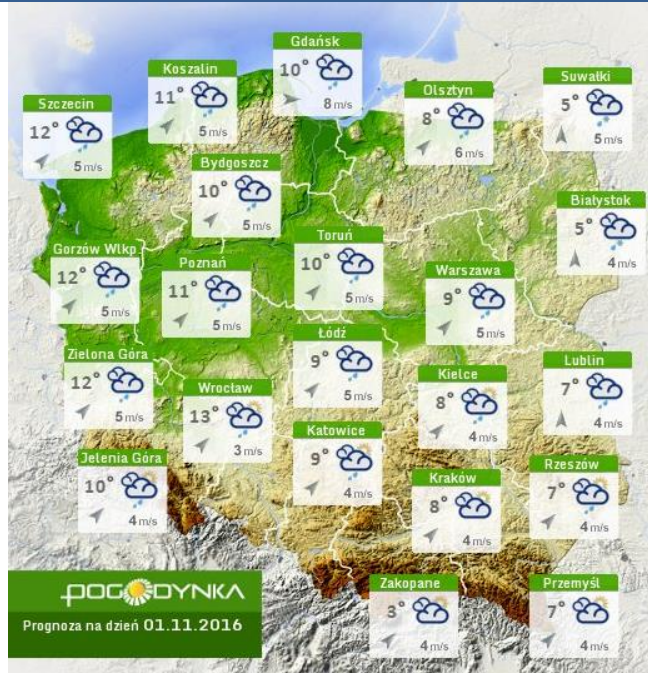 Gdańsk
10°
8 m/s
Koszalin
11°
5 m/s
Suwałki
5°
5 m/s
Olsztyn
8°
6 m/s
Szczecin
12°
5 m/s
Bydgoszcz
10°
5 m/s
Białystok
5°
4 m/s
Toruń
10°
5 m/s
Gorzów Wlkp
12°
5 m/s
Poznań
11°
5 m/s
Warszawa
9°
5 m/s
Łódź
9°
5 m/s
Zielona Góra
12°
5 m/s
Lublin
7°
4 m/s
Kielce
8°
4 m/s
Wrocław
13°
3 m/s
Katowice
9°
4 m/s
Jelenia Góra
10°
4 m/s
Rzeszów
7°
4 m/s
Kraków
8°
4 m/s
Zakopane
3°
4 m/s
Przemyśl
7°
4 m/s
POGODYNKA
Prognoza na dzień 01.11.2016